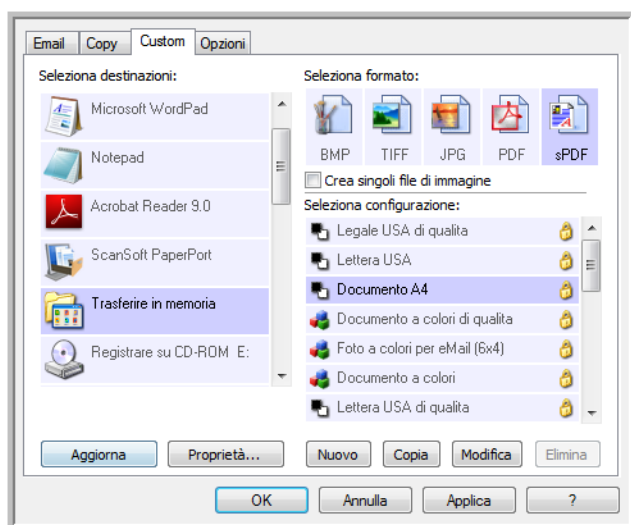 Email Copy Custom Opzioni
Seleziona destinazioni:
Microsoft WordPad
Notepad
Acrobat Reader 9.0
ScanSoft PaperPort
Trasferire in memoria
Registrare su CD-ROM E:
Seleziona formato:
BMP TIFF JPG PDF sPDF
Crea singoli file di immagine
Seleziona configurazione:
Legale USA di qualita
Lettera USA
Documento A4
Documento a colori di qualita
Foto a colori per eMail (6x4)
Documento a colori
Lettera USA di qualita
Aggiorna Proprietà... Nuovo Copia Modifica Elimina
OK Annulla Applica ?